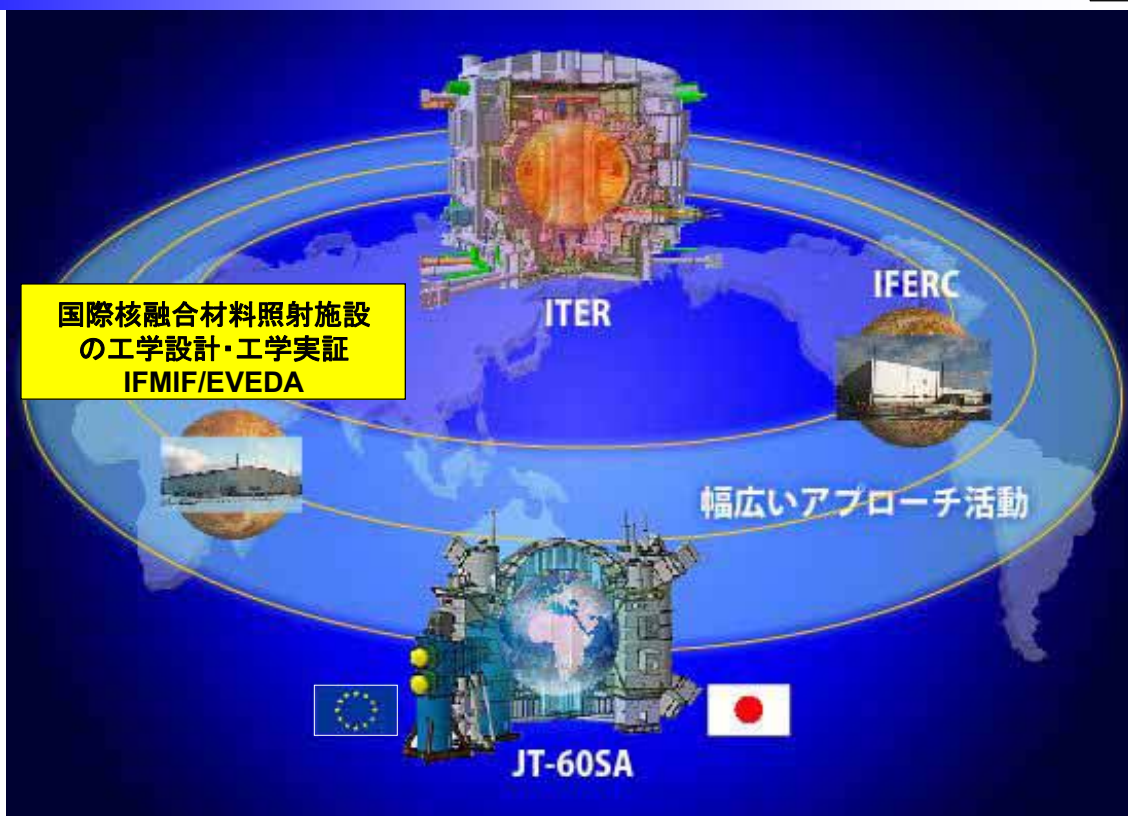 ITER
IFERC
国際核融合材料照射施設
の工学設計・工学実証
IFMIF/EVEDA
幅広いアプローチ活動
JT-60SA